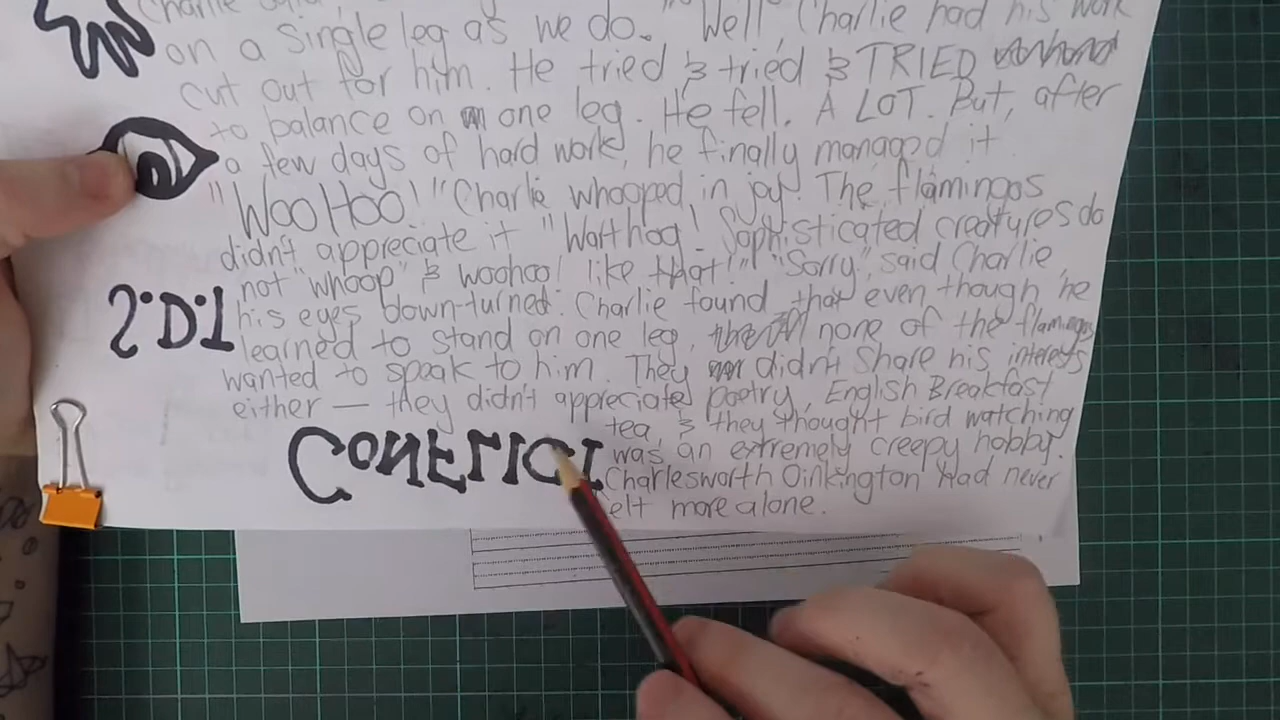 Charlie said,
on a single leg as we do." Well, Charlie had his work
cut out for him. He tried & tried & TRIED
to balance on one leg. He fell. A LOT. But, after
a few days of hard work, he finally managed it.
"WOOHOO!" Charlie whooped in joy! The flamingos
didn't appreciate it "Warthog! Sophisticated creatures do
not "whoop" & woohoo! like that!" "Sorry", said Charlie,
his eyes down-turned. Charlie found that even though he
learned to stand on one leg, none of the flamingos
wanted to speak to him. They didn't share his interests
either — they didn't appreciate poetry, English Breakfast
tea, & they thought bird watching
was an extremely creepy hobby.
Charlesworth Oinkington had never
felt more alone.